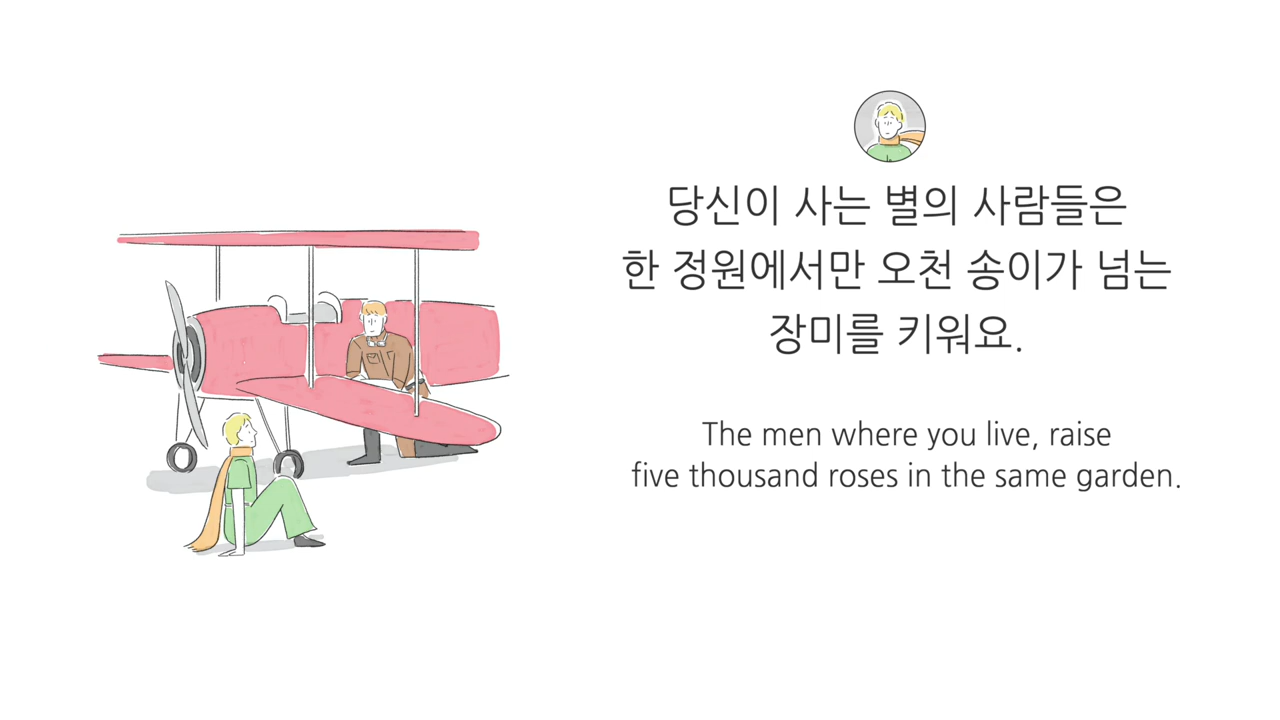 당신이 사는 별의 사람들은
한 정원에서만 오천 송이가 넘는
장미를 키워요.
The men where you live, raise
five thousand roses in the same garden.